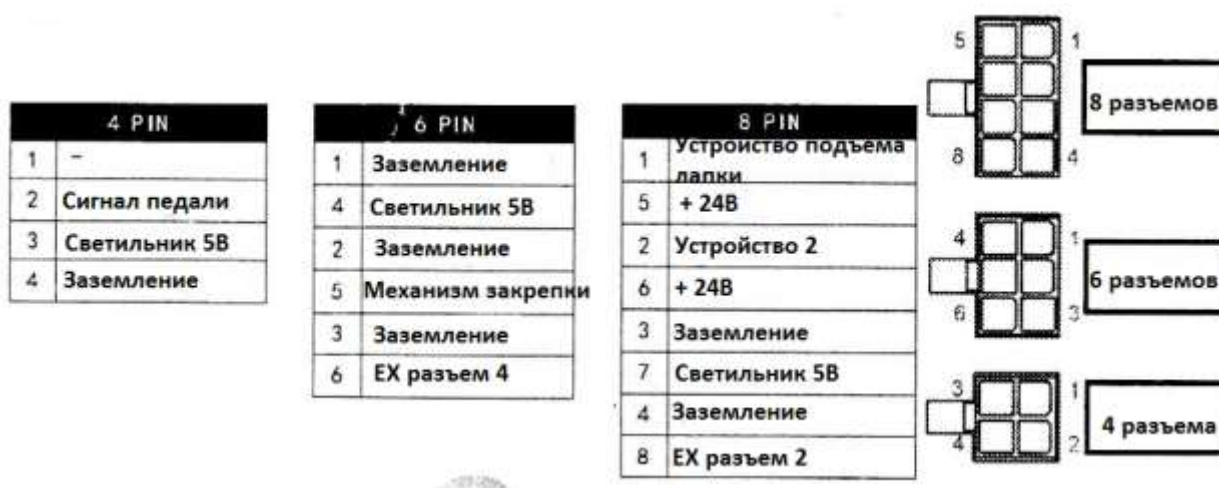 4 PIN
1 –
2 Сигнал педали
3 Светильник 5В
4 Заземление
6 PIN
1 Заземление
4 Светильник 5В
2 Заземление
5 Механизм закрепки
3 Заземление
6 EX разъем 4
8 PIN
1 Устройство подъема
лапки
5 + 24В
2 Устройство 2
6 + 24В
3 Заземление
7 Светильник 5В
4 Заземление
8 EX разъем 2
5 1
8 разъемов
8 4
4 1
6 разъемов
6 3
3 1
4 разъема
4 2